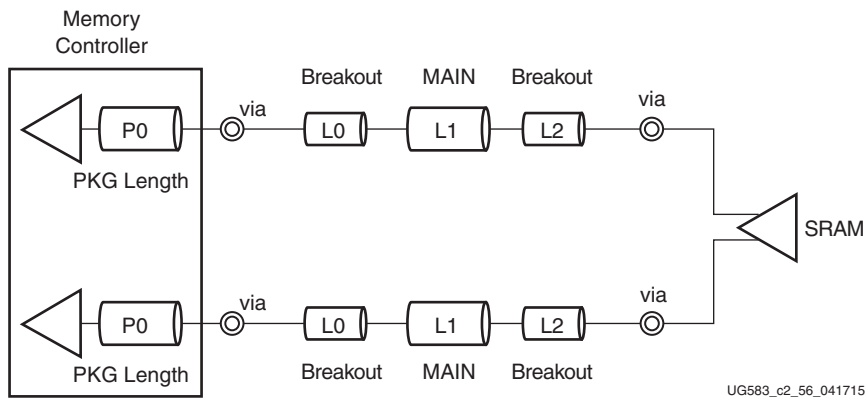 Memory
Controller
Breakout
MAIN
Breakout
via
via
P0
L0
L1
L2
PKG Length
SRAM
via
via
P0
L0
L1
L2
PKG Length
Breakout
MAIN
Breakout
UG583_c2_56_041715